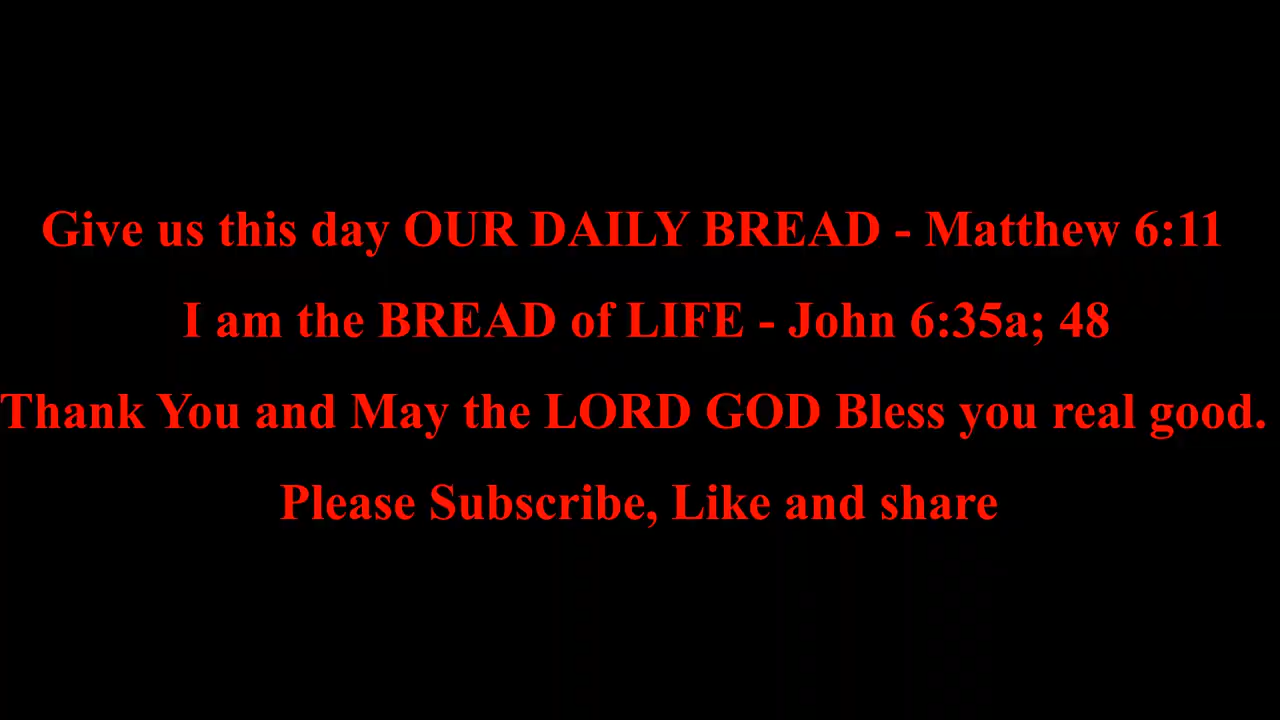 Give us this day OUR DAILY BREAD - Matthew 6:11
I am the BREAD of LIFE - John 6:35a; 48
Thank You and May the LORD GOD Bless you real good.
Please Subscribe, Like and share